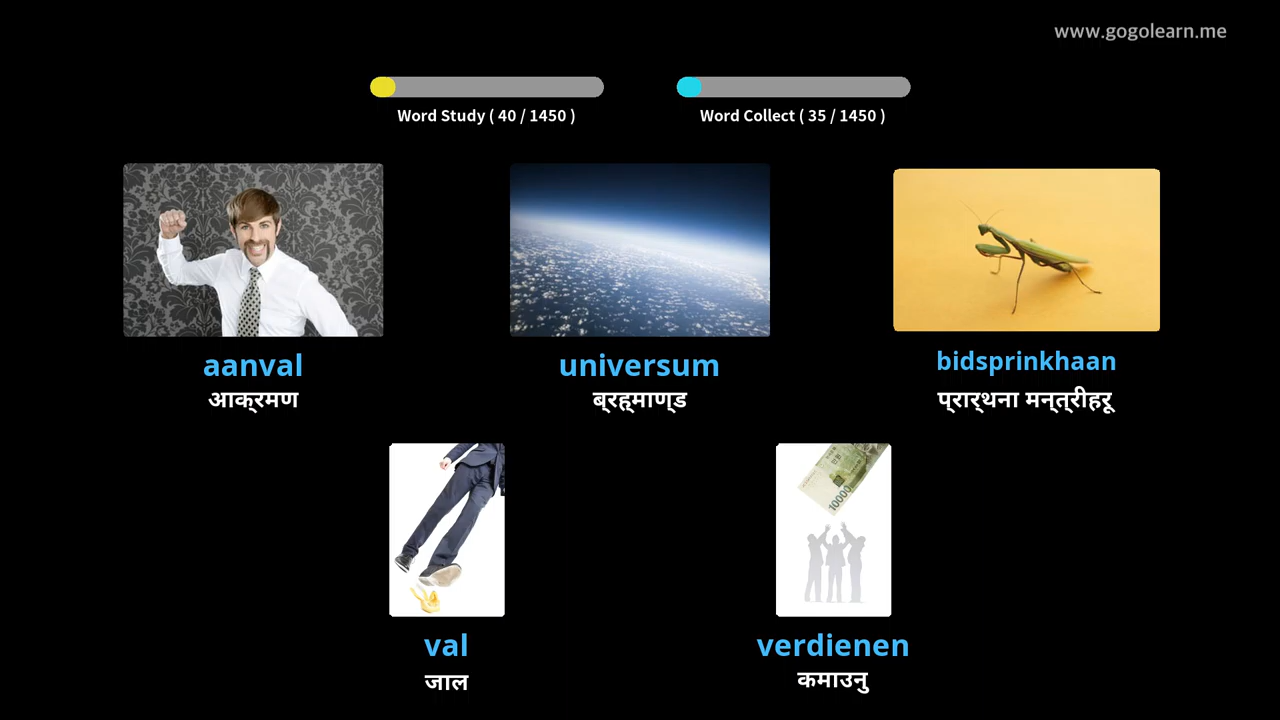 www.gogolearn.me
Word Study ( 40 / 1450 )
Word Collect ( 35 / 1450 )
aanval
आक्रमण
universum
ब्रह्माण्ड
bidsprinkhaan
प्रार्थना मन्त्रीहरू
10000
val
जाल
verdienen
कमाउनु